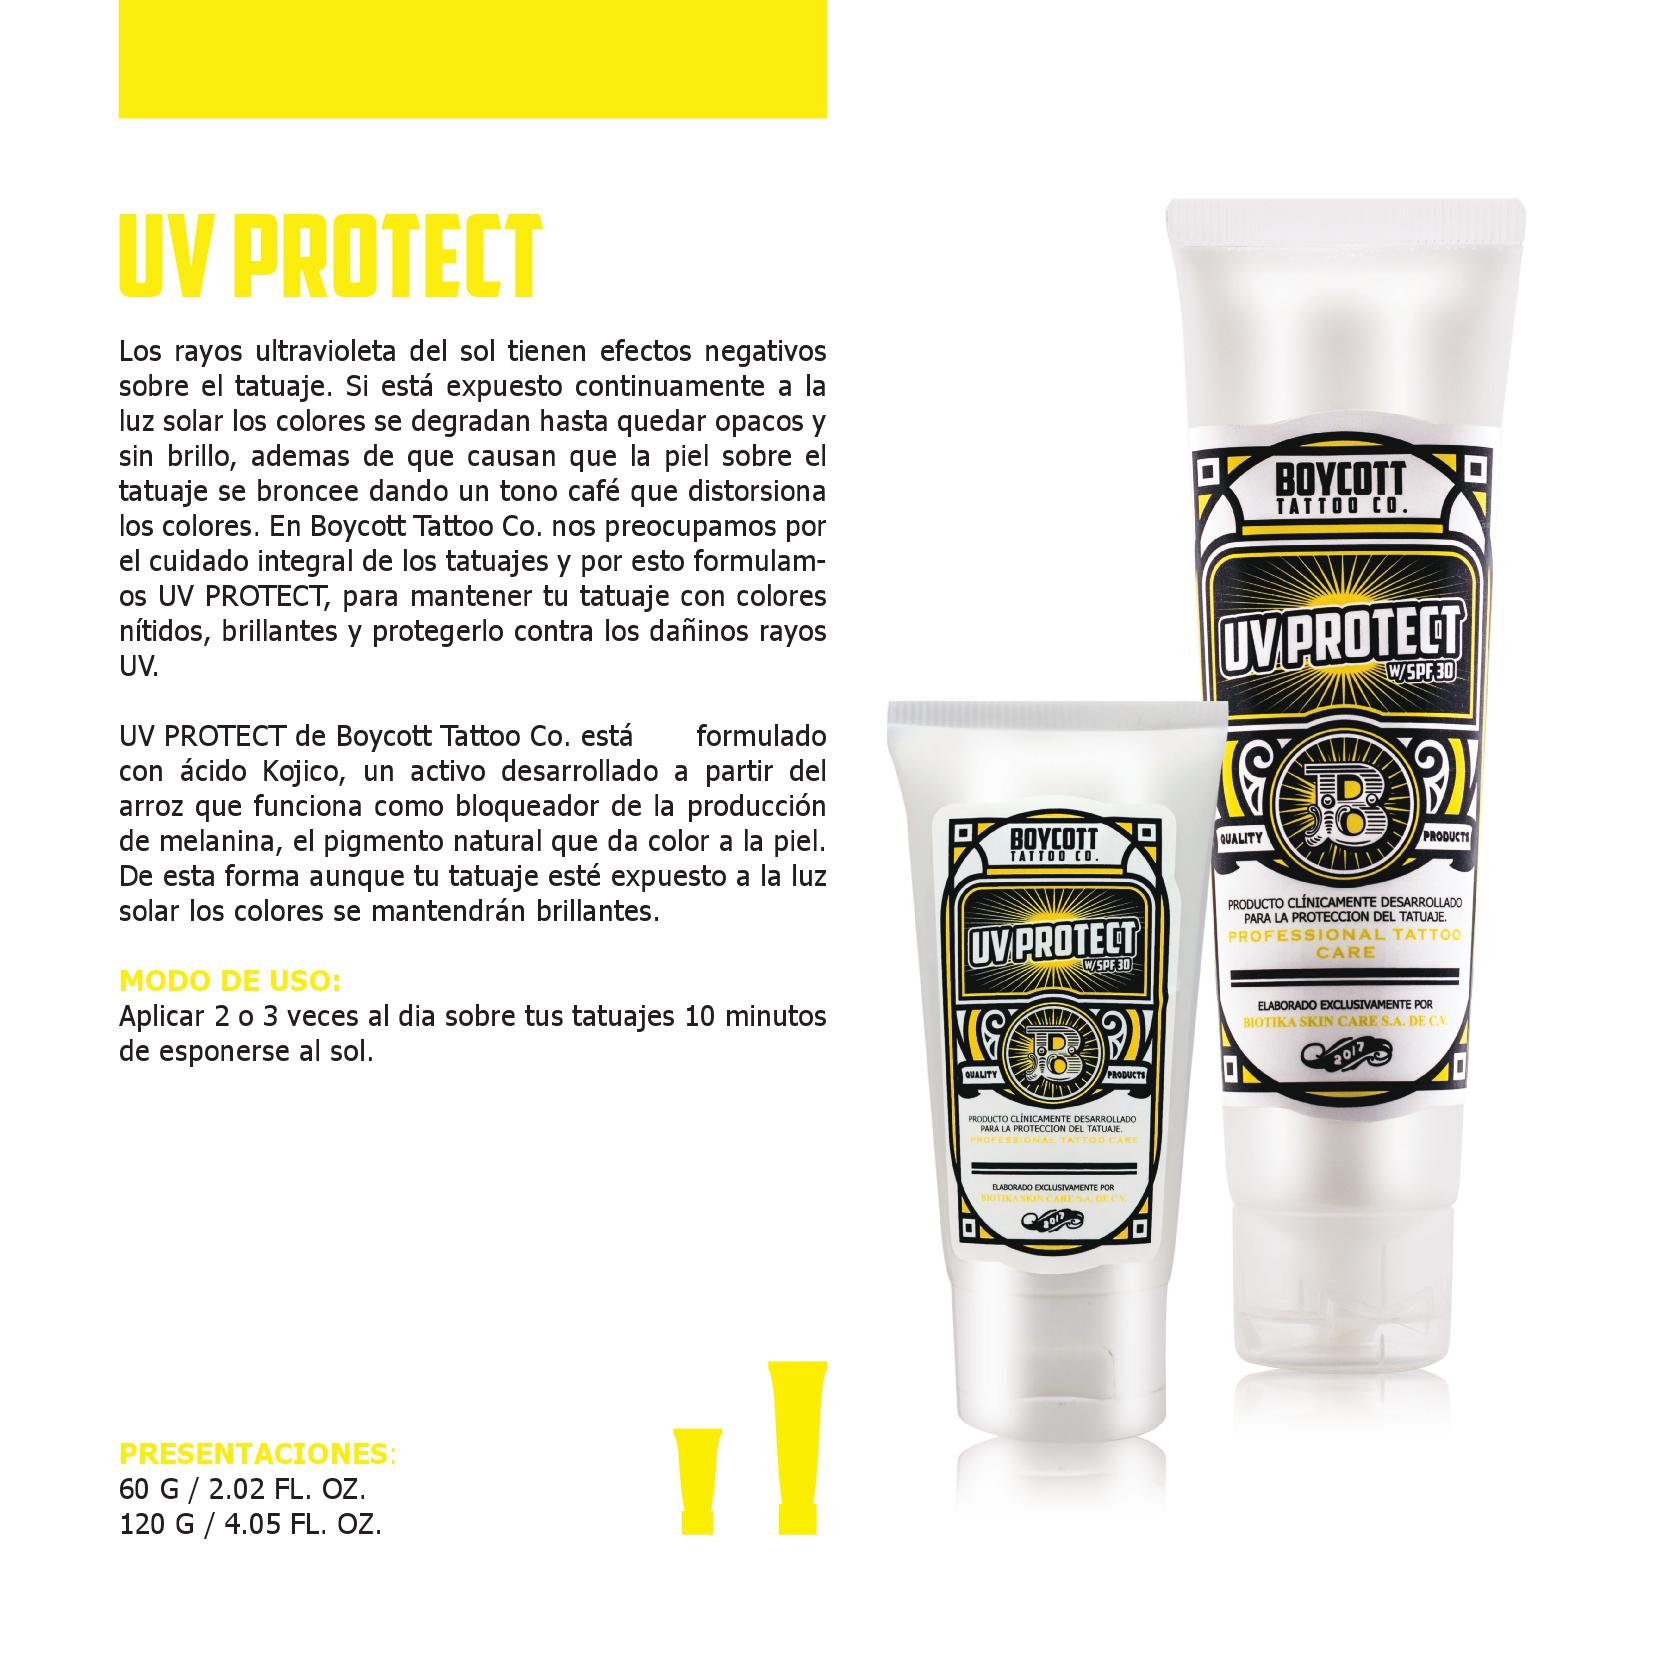 UV PROTECT
Los rayos ultravioleta del sol tienen efectos negativos
sobre el tatuaje. Si está expuesto continuamente a la
luz solar los colores se degradan hasta quedar opacos y
sin brillo, ademas de que causan que la piel sobre el
tatuaje se broncee dando un tono café que distorsiona
los colores. En Boycott Tattoo Co. nos preocupamos por
el cuidado integral de los tatuajes y por esto formulam-
os UV PROTECT, para mantener tu tatuaje con colores
nítidos, brillantes y protegerlo contra los dañinos rayos
UV.
UV PROTECT de Boycott Tattoo Co. está formulado
con ácido Kojico, un activo desarrollado a partir del
arroz que funciona como bloqueador de la producción
de melanina, el pigmento natural que da color a la piel.
De esta forma aunque tu tatuaje esté expuesto a la luz
solar los colores se mantendrán brillantes.
MODO DE USO:
Aplicar 2 o 3 veces al dia sobre tus tatuajes 10 minutos
de esponerse al sol.
PRESENTACIONES:
60 G / 2.02 FL. OZ.
120 G / 4.05 FL. OZ.
BOYCOTT
TATTOO CO.
UV PROTECT
W/SPF 30
B
QUALITY PRODUCTS
PRODUCTO CLÍNICAMENTE DESARROLLADO
PARA LA PROTECCION DEL TATUAJE.
PROFESSIONAL TATTOO CARE
ELABORADO EXCLUSIVAMENTE POR
BIOTIKA SKIN CARE S.A. DE C.V.
2017
BOYCOTT
TATTOO CO.
UV PROTECT
W/SPF 30
B
QUALITY PRODUCTS
PRODUCTO CLÍNICAMENTE DESARROLLADO
PARA LA PROTECCION DEL TATUAJE.
PROFESSIONAL TATTOO
CARE
ELABORADO EXCLUSIVAMENTE POR
BIOTIKA SKIN CARE S.A. DE C.V.
2017